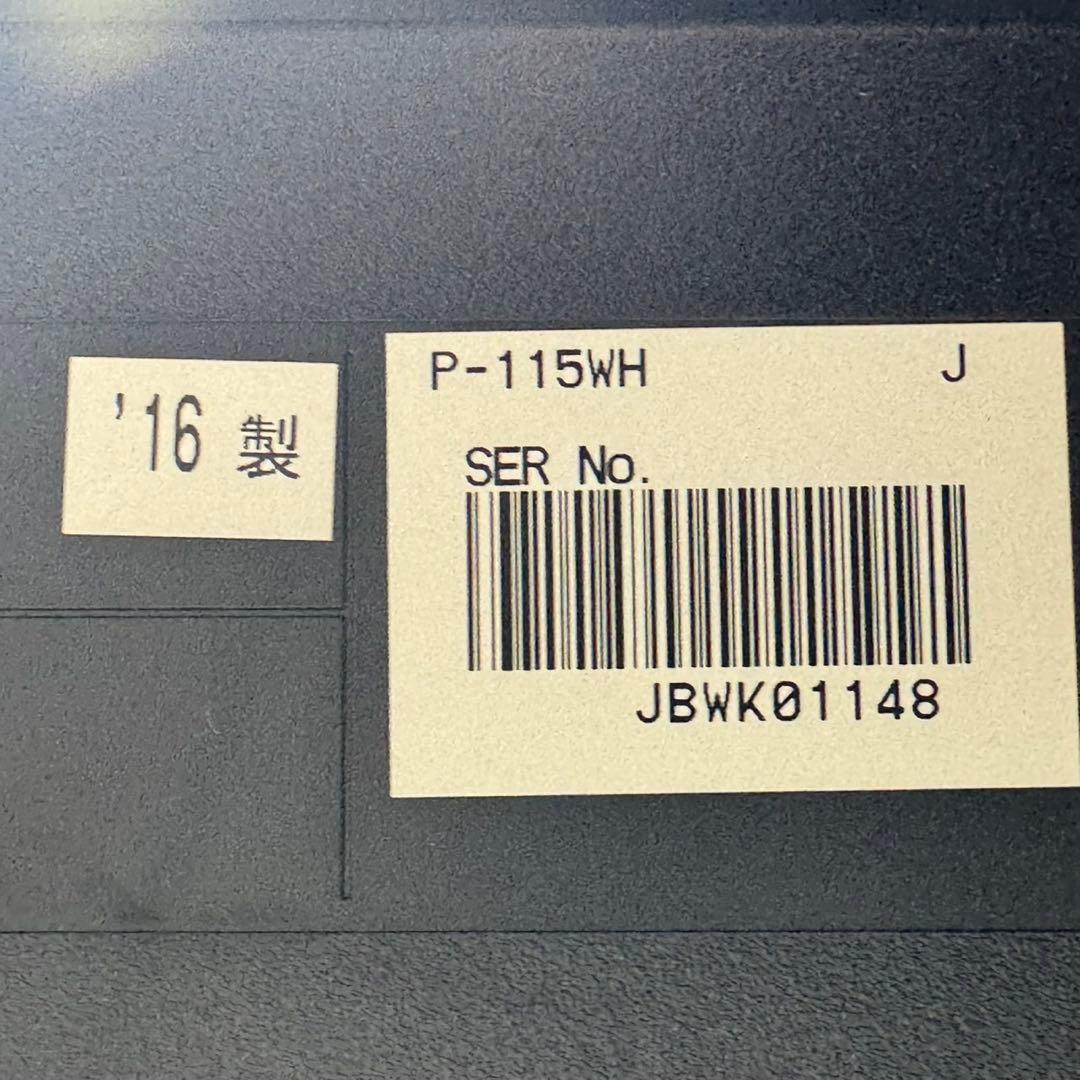 '16 製
P-115WH J
SER No.
JBWK01148